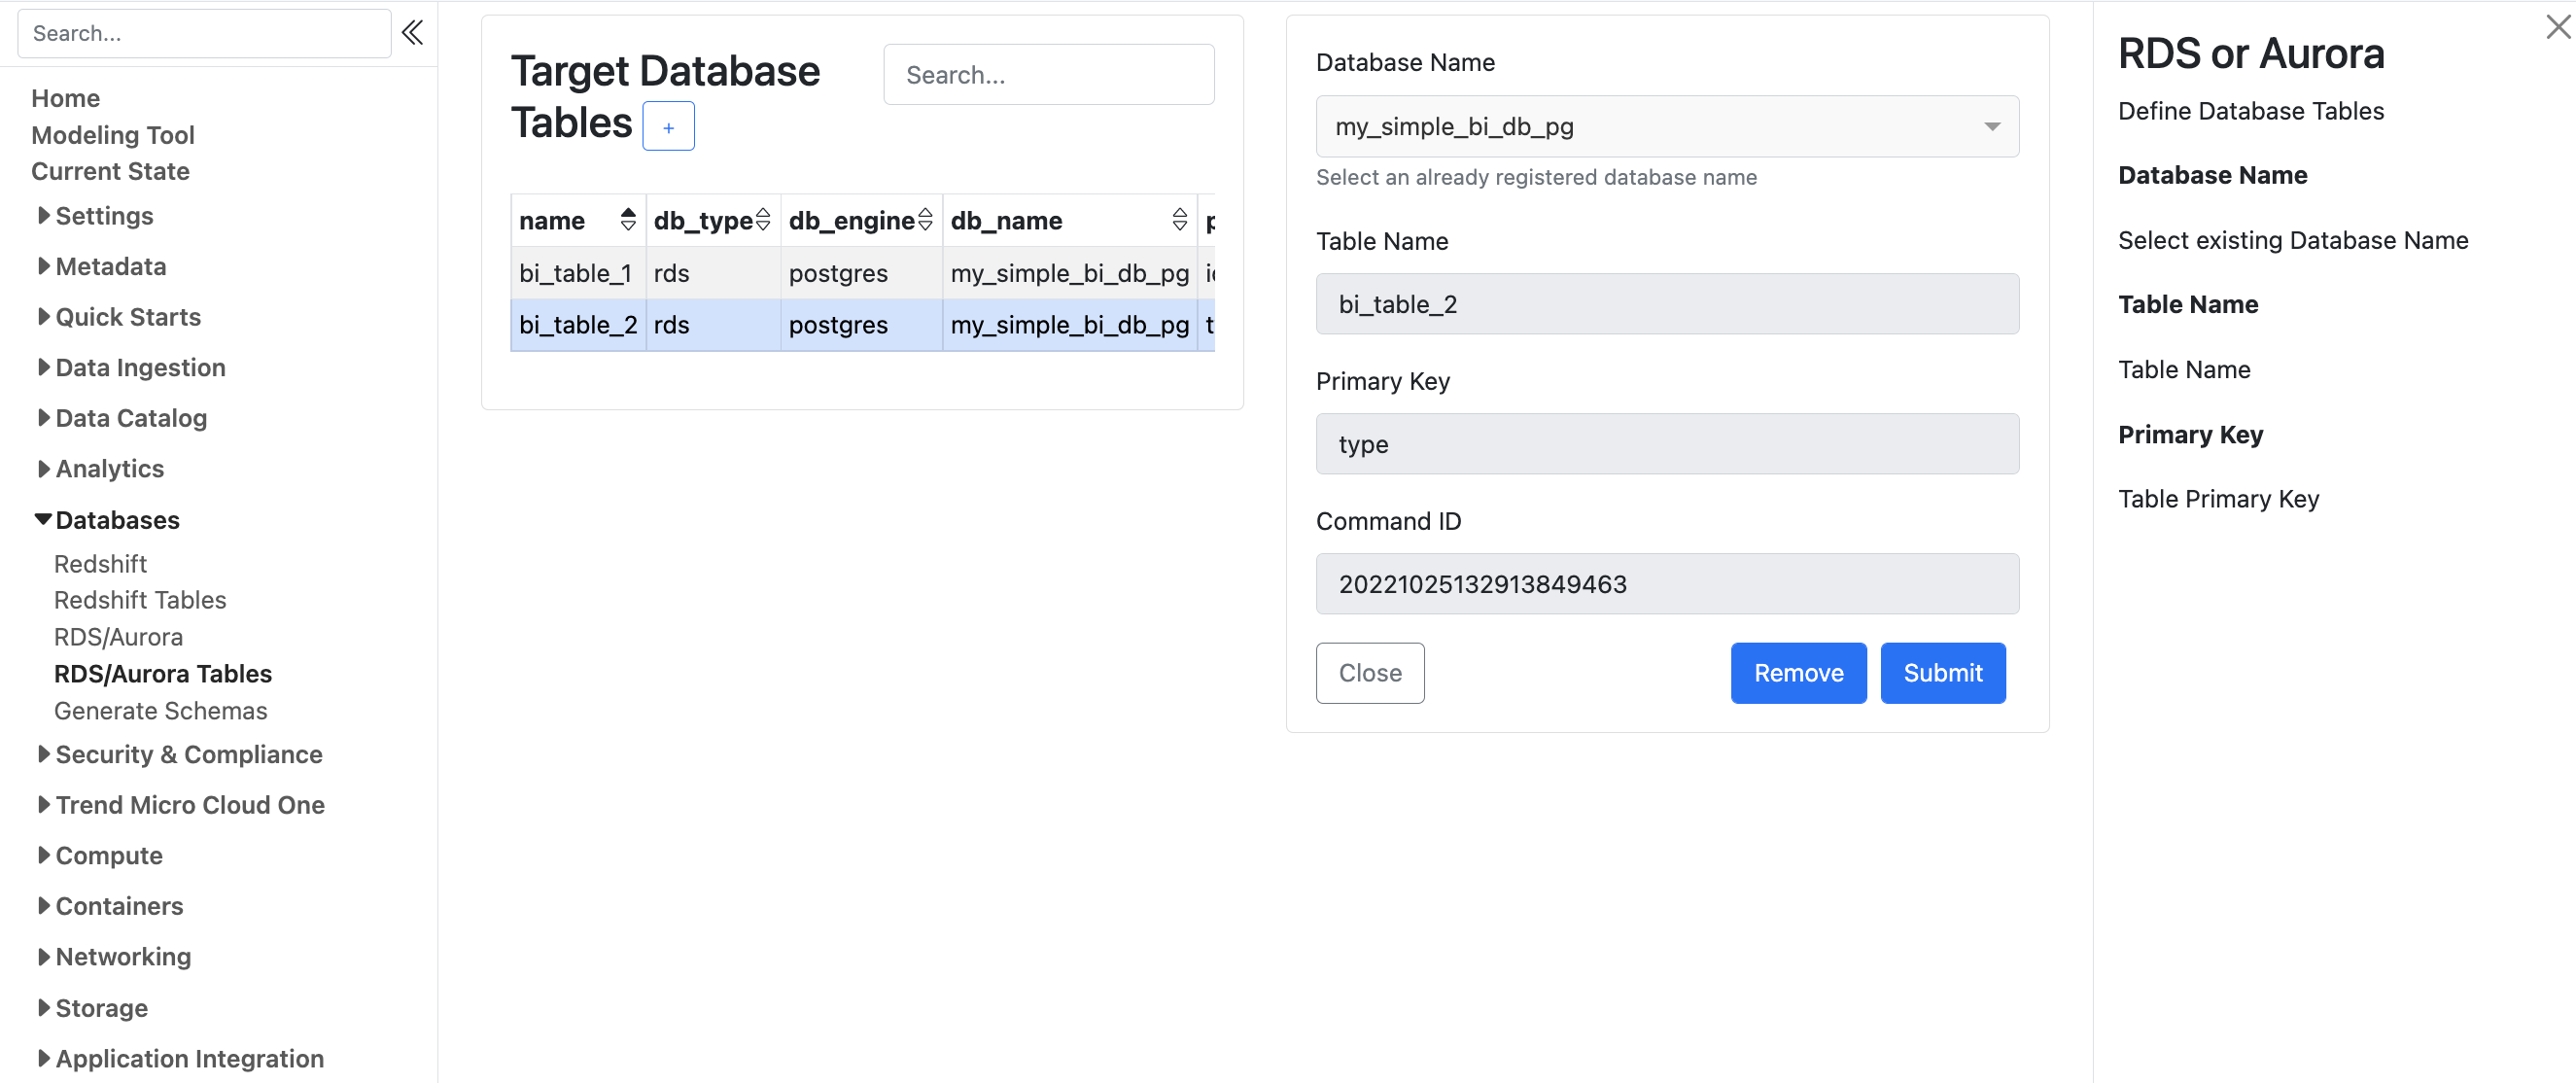 Search...
Home
Modeling Tool
Current State
Settings
Metadata
Quick Starts
Data Ingestion
Data Catalog
Analytics
Databases
Redshift
Redshift Tables
RDS/Aurora
RDS/Aurora Tables
Generate Schemas
Security & Compliance
Trend Micro Cloud One
Compute
Containers
Networking
Storage
Application Integration
Target Database
Tables +
Search...
name db_type db_engine db_name p
bi_table_1 rds postgres my_simple_bi_db_pg
bi_table_2 rds postgres my_simple_bi_db_pg t
Database Name
my_simple_bi_db_pg
Select an already registered database name
Table Name
bi_table_2
Primary Key
type
Command ID
20221025132913849463
Close Remove Submit
RDS or Aurora
Define Database Tables
Database Name
Select existing Database Name
Table Name
Table Name
Primary Key
Table Primary Key